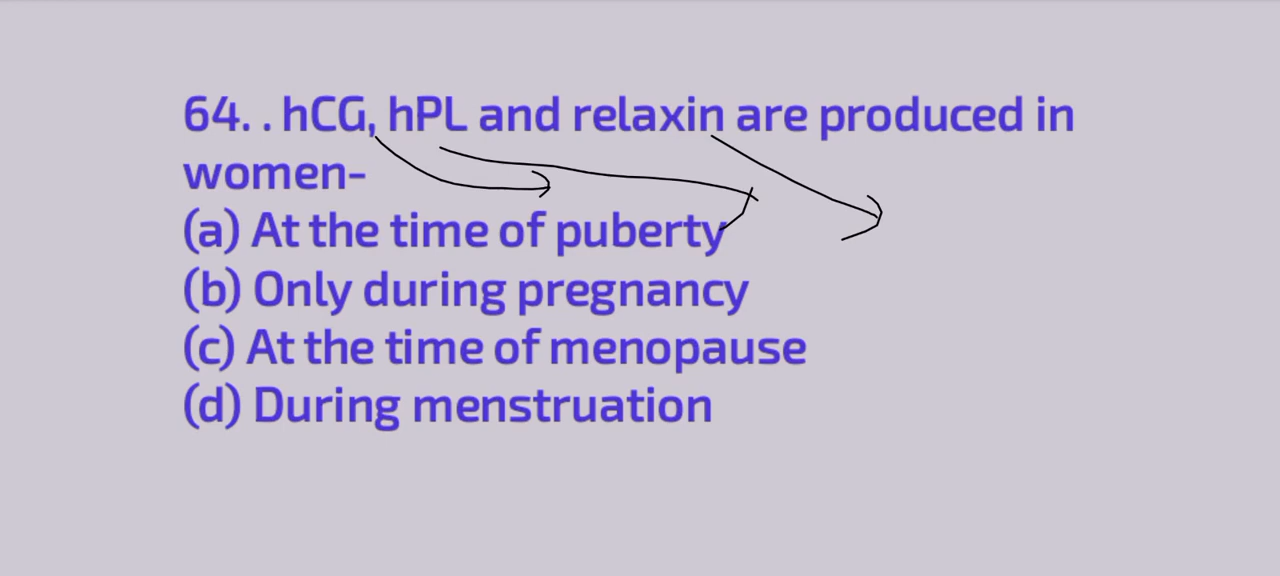 64. . hCG, hPL and relaxin are produced in
women-
(a) At the time of puberty
(b) Only during pregnancy
(c) At the time of menopause
(d) During menstruation